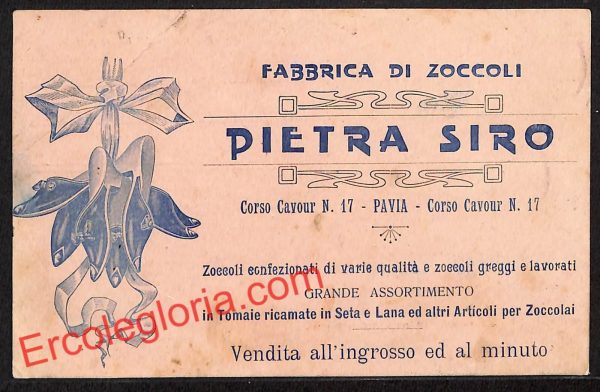 FABBRICA DI ZOCCOLI
PIETRA SIRO
Corso Cavour N. 17 - PAVIA - Corso Cavour N. 17
Zoccoli confezionati di varie qualità e zoccoli greggi e lavorati
GRANDE ASSORTIMENTO
in Tomaie ricamate in Seta e Lana ed altri Articoli per Zoccolai
Vendita all'ingrosso ed al minuto
Ercolegloria.com